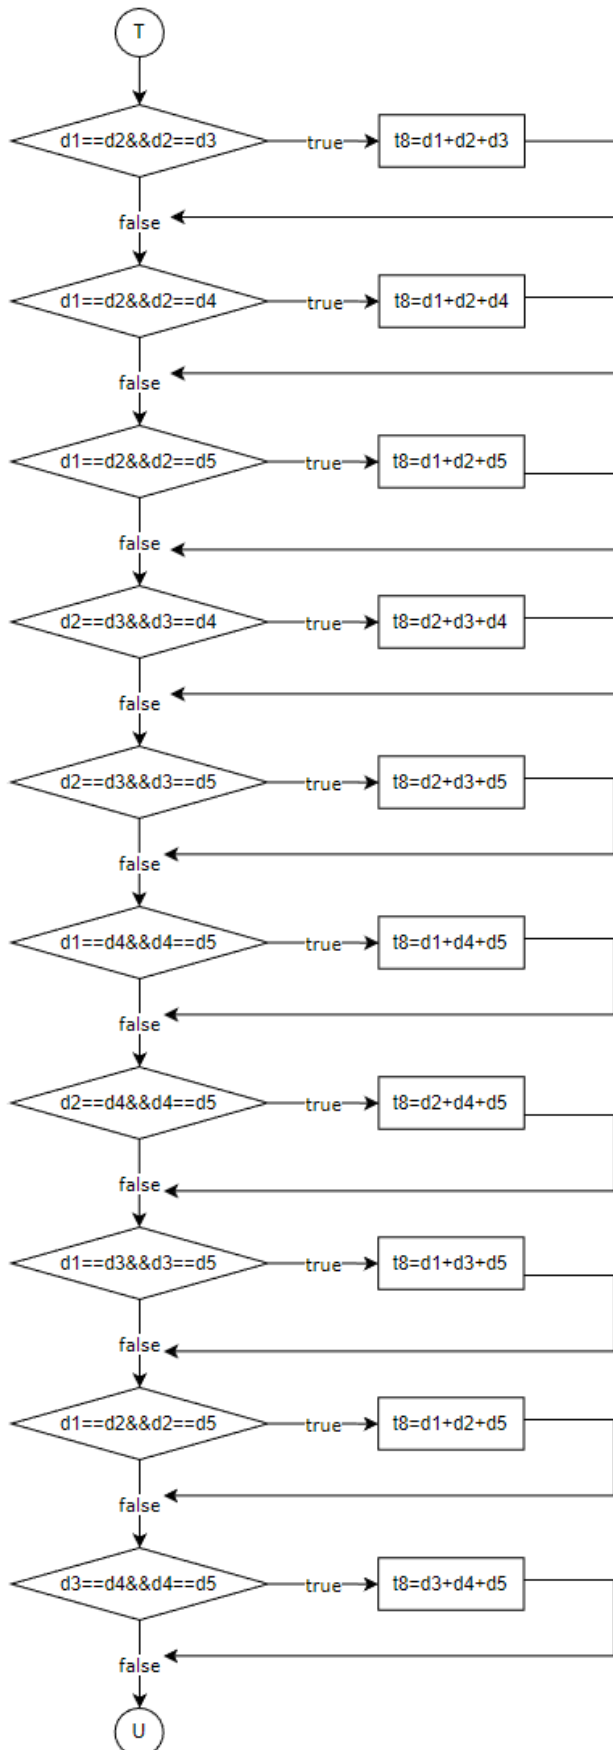 T
d1==d2&&d2==d3
true
t8=d1+d2+d3
false
d1==d2&&d2==d4
true
t8=d1+d2+d4
false
d1==d2&&d2==d5
true
t8=d1+d2+d5
false
d2==d3&&d3==d4
true
t8=d2+d3+d4
false
d2==d3&&d3==d5
true
t8=d2+d3+d5
false
d1==d4&&d4==d5
true
t8=d1+d4+d5
false
d2==d4&&d4==d5
true
t8=d2+d4+d5
false
d1==d3&&d3==d5
true
t8=d1+d3+d5
false
d1==d2&&d2==d5
true
t8=d1+d2+d5
false
d3==d4&&d4==d5
true
t8=d3+d4+d5
false
U